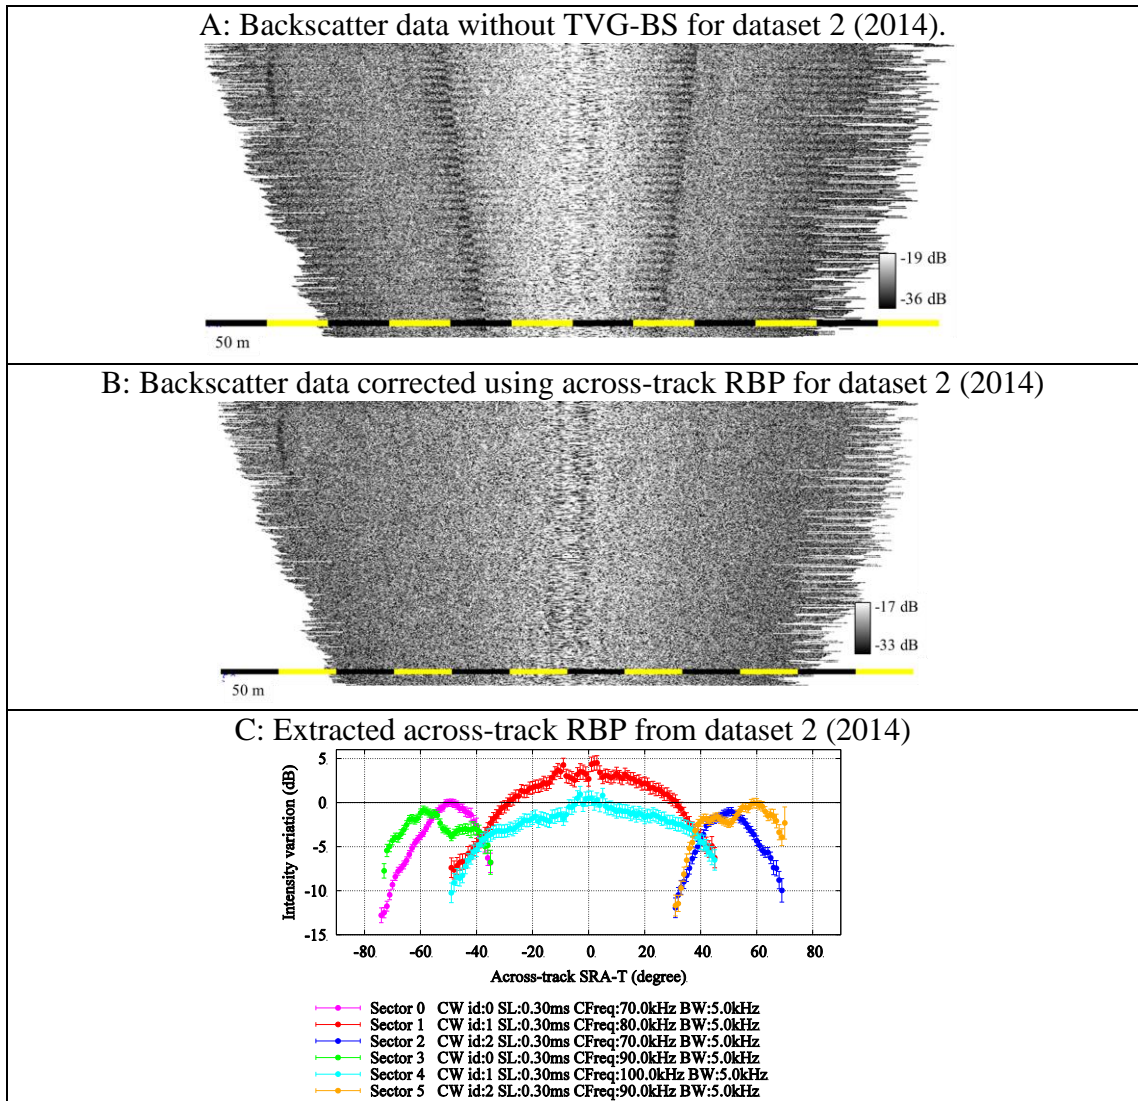 A: Backscatter data without TVG-BS for dataset 2 (2014).
-19 dB
-36 dB
50 m
B: Backscatter data corrected using across-track RBP for dataset 2 (2014)
-17 dB
-33 dB
50 m
C: Extracted across-track RBP from dataset 2 (2014)
Intensity variation (dB)
5
0
-5
-10
-15
-80 -60 -40 -20 0 20 40 60 80
Across-track SRA-T (degree)
Sector 0 CW id:0 SL:0.30ms CFreq:70.0kHz BW:5.0kHz
Sector 1 CW id:1 SL:0.30ms CFreq:80.0kHz BW:5.0kHz
Sector 2 CW id:2 SL:0.30ms CFreq:70.0kHz BW:5.0kHz
Sector 3 CW id:0 SL:0.30ms CFreq:90.0kHz BW:5.0kHz
Sector 4 CW id:1 SL:0.30ms CFreq:100.0kHz BW:5.0kHz
Sector 5 CW id:2 SL:0.30ms CFreq:90.0kHz BW:5.0kHz